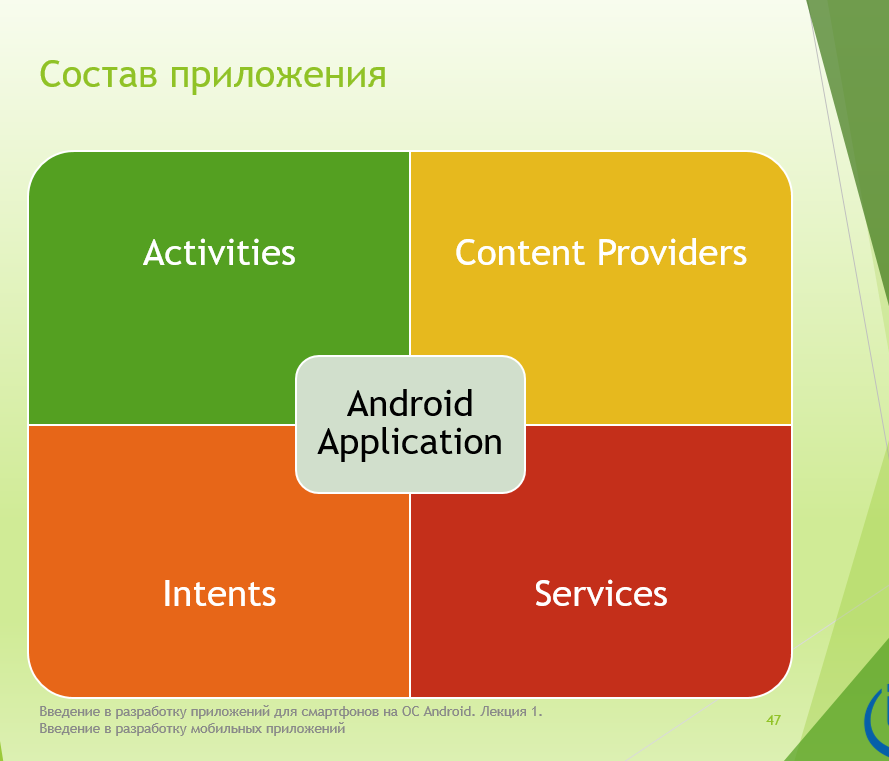 Состав приложения
Activities
Content Providers
Android
Application
Intents
Services
Введение в разработку приложений для смартфонов на ОС Android. Лекция 1.
Введение в разработку мобильных приложений
47